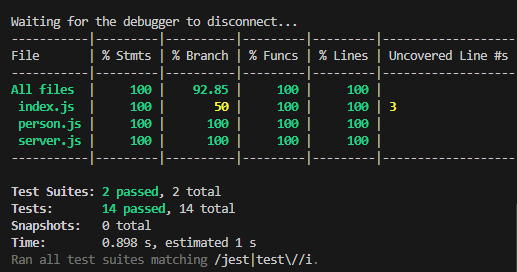 Waiting for the debugger to disconnect...
-----------|---------|----------|---------|---------|-------------------
File       | % Stmts | % Branch | % Funcs | % Lines | Uncovered Line #s
-----------|---------|----------|---------|---------|-------------------
All files  |     100 |    92.85 |     100 |     100 |
 index.js  |     100 |       50 |     100 |     100 | 3
 person.js |     100 |      100 |     100 |     100 |
 server.js |     100 |      100 |     100 |     100 |
-----------|---------|----------|---------|---------|-------------------
Test Suites: 2 passed, 2 total
Tests:       14 passed, 14 total
Snapshots:   0 total
Time:        0.898 s, estimated 1 s
Ran all test suites matching /jest|test\//i.